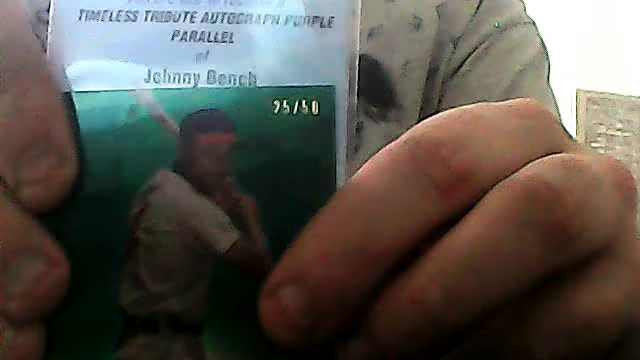 TIMELESS TRIBUTE AUTOGRAPH PURPLE
PARALLEL
of
Johnny Bench
25/50